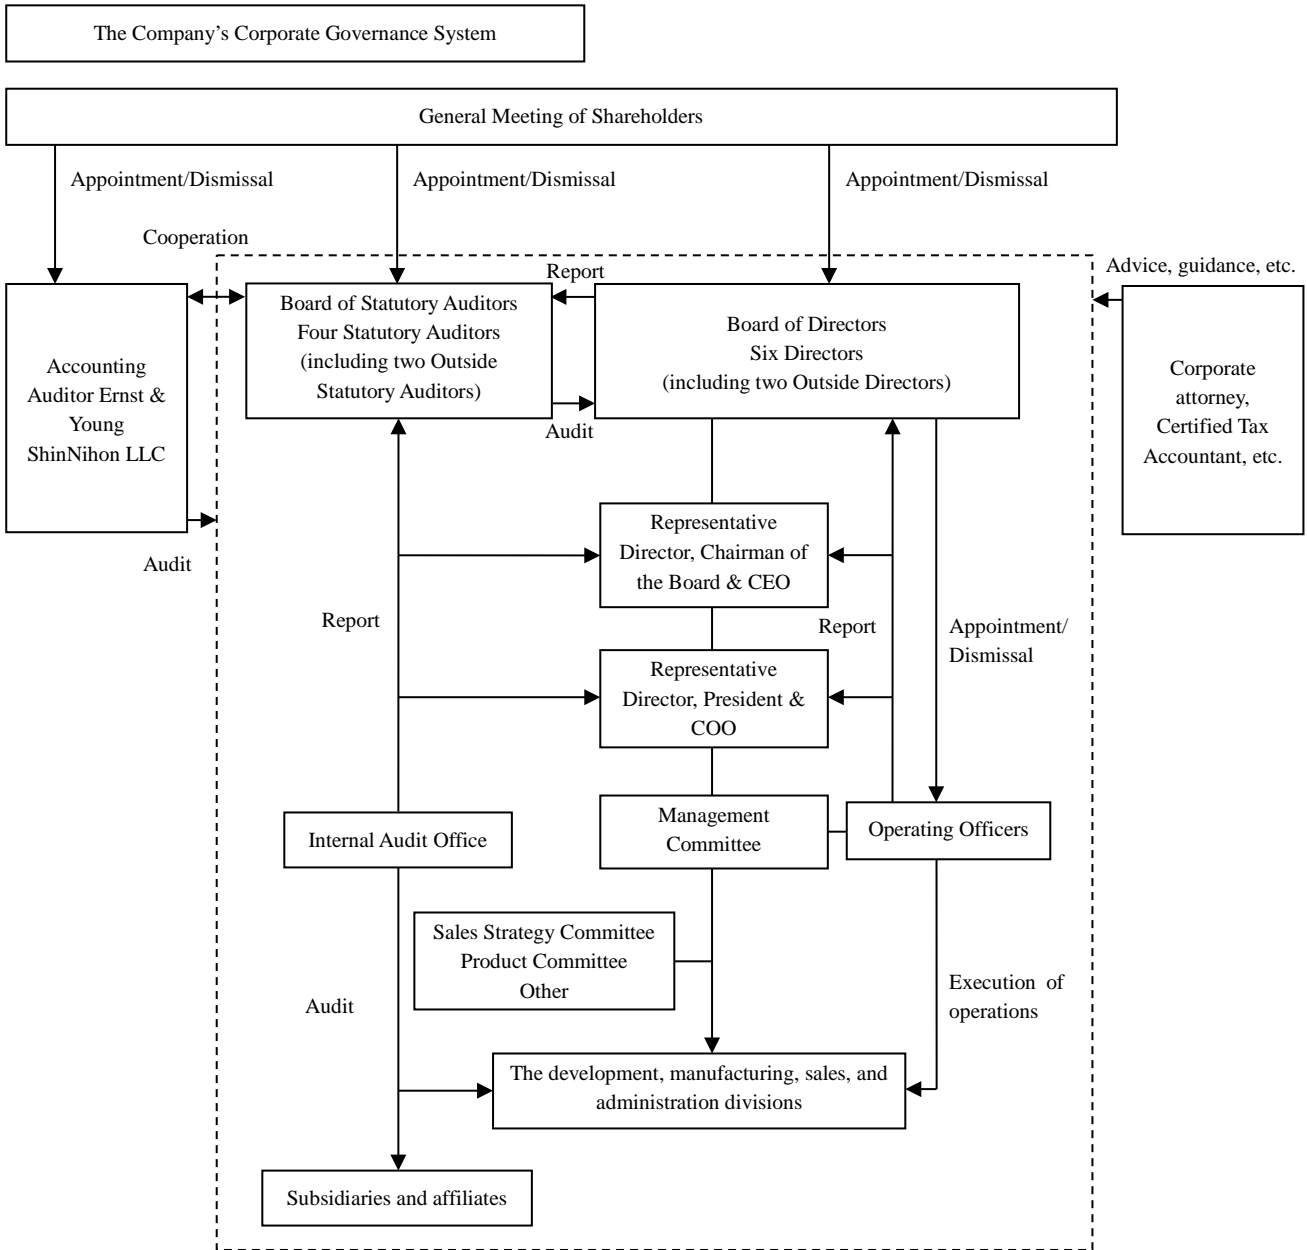 The Company’s Corporate Governance System
General Meeting of Shareholders
Appointment/Dismissal
Appointment/Dismissal
Appointment/Dismissal
Cooperation
Report
Advice, guidance, etc.
Accounting
Auditor Ernst &
Young
ShinNihon LLC
Board of Statutory Auditors
Four Statutory Auditors
(including two Outside
Statutory Auditors)
Board of Directors
Six Directors
(including two Outside Directors)
Corporate
attorney,
Certified Tax
Accountant, etc.
Audit
Audit
Representative
Director, Chairman of
the Board & CEO
Report
Report
Appointment/
Dismissal
Representative
Director, President &
COO
Internal Audit Office
Management
Committee
Operating Officers
Sales Strategy Committee
Product Committee
Other
Audit
Execution of
operations
The development, manufacturing, sales, and
administration divisions
Subsidiaries and affiliates